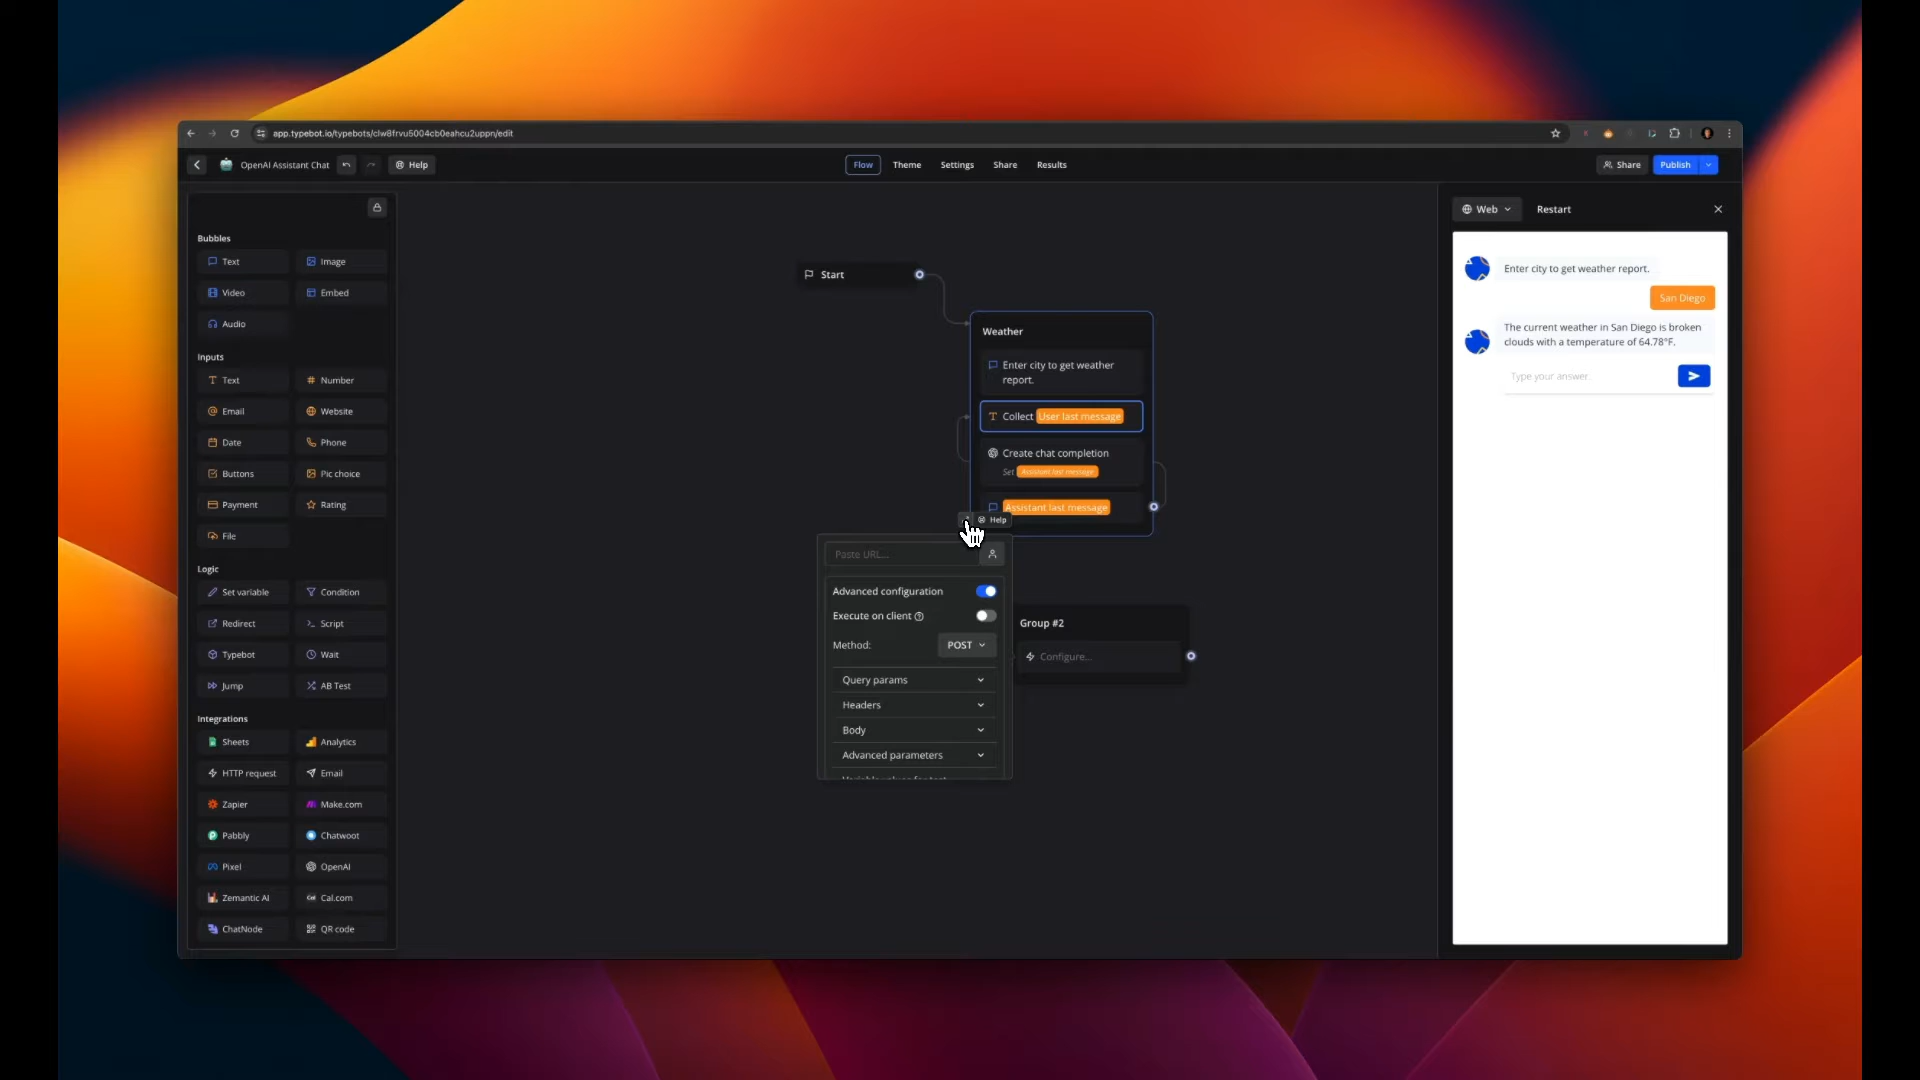 app.typebot.io/typebots/clw8frvu5004cb0eahcu2uppn/edit
OpenAI Assistant Chat
Help
Flow
Theme
Settings
Share
Results
Share
Publish
Bubbles
Text
Image
Video
Embed
Audio
Inputs
Text
Number
Email
Website
Date
Phone
Buttons
Pic choice
Payment
Rating
File
Logic
Set variable
Condition
Redirect
Script
Typebot
Wait
Jump
AB Test
Integrations
Sheets
Analytics
HTTP request
Email
Zapier
Make.com
Pabbly
Chatwoot
Pixel
OpenAI
Zemantic AI
Cal.com
ChatNode
QR code
Start
Weather
Enter city to get weather
report.
Collect User last message
Create chat completion
Set Assistant last message
Assistant last message
Help
Paste URL...
Advanced configuration
Execute on client
Method:
POST
Query params
Headers
Body
Advanced parameters
Group #2
Configure...
Web
Restart
Enter city to get weather report.
San Diego
The current weather in San Diego is broken
clouds with a temperature of 64.78°F.
Type your answer